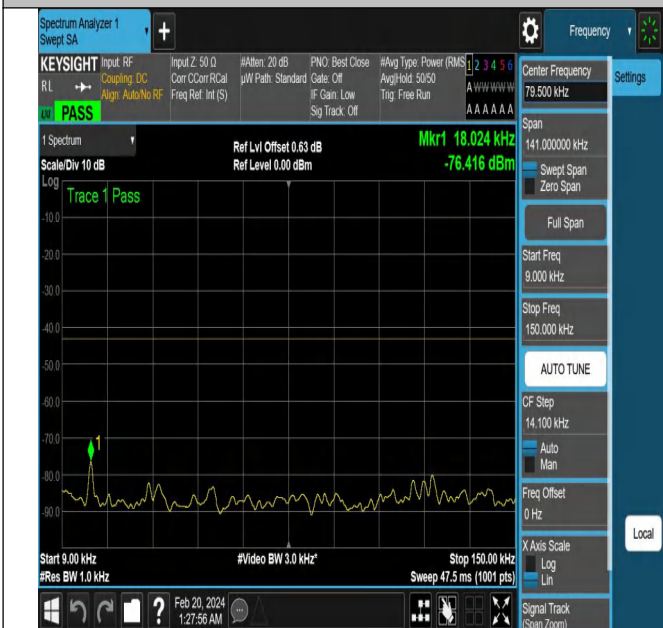 Spectrum Analyzer 1
Swept SA
+
Frequency
KEYSIGHT
RL
PASS
Input: RF
Coupling: DC
Align: Auto/No RF
Input Z: 50 Ω
Corr CCorr RCal
Freq Ref: Int (S)
#Atten: 20 dB
µW Path: Standard
PNO: Best Close
Gate: Off
IF Gain: Low
Sig Track: Off
#Avg Type: Power (RMS
Avg|Hold: 50/50
Trig: Free Run
1 2 3 4 5 6
A W W W W W
A A A A A A
1 Spectrum
Scale/Div 10 dB
Log
Ref Lvl Offset 0.63 dB
Ref Level 0.00 dBm
Mkr1 18.024 kHz
-76.416 dBm
Trace 1 Pass
-10.0
-20.0
-30.0
-40.0
-50.0
-60.0
-70.0
-80.0
-90.0
1
Start 9.00 kHz
#Res BW 1.0 kHz
#Video BW 3.0 kHz*
Stop 150.00 kHz
Sweep 47.5 ms (1001 pts)
?
Feb 20, 2024
1:27:56 AM
Center Frequency
79.500 kHz
Settings
Span
141.000000 kHz
Swept Span
Zero Span
Full Span
Start Freq
9.000 kHz
Stop Freq
150.000 kHz
AUTO TUNE
CF Step
14.100 kHz
Auto
Man
Freq Offset
0 Hz
X Axis Scale
Log
Lin
Local
Signal Track
(Span Zoom)